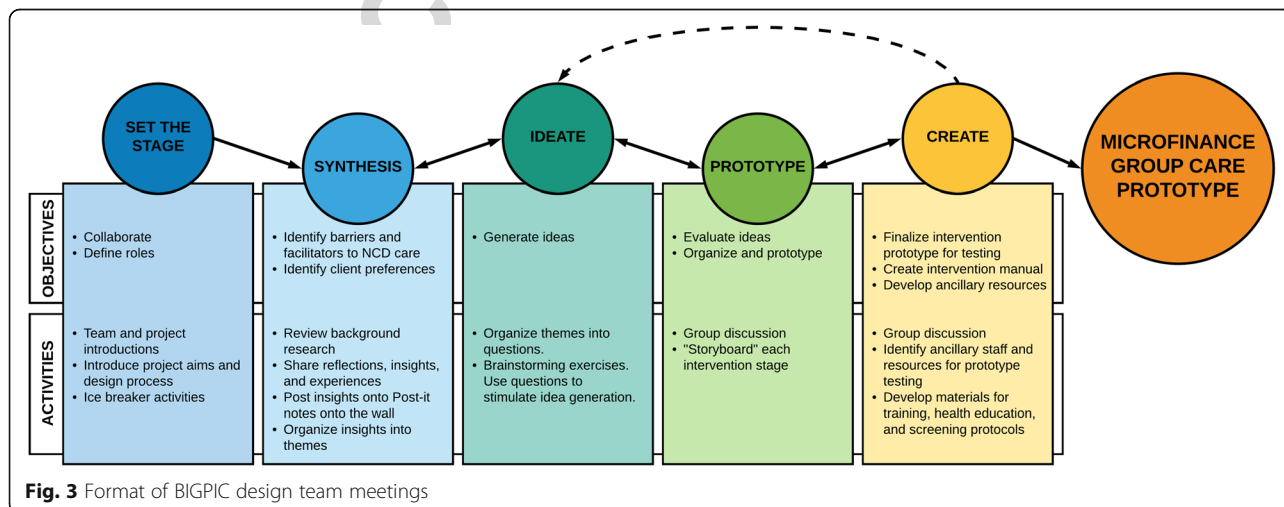 SET THE
STAGE
SYNTHESIS
IDEATE
PROTOTYPE
CREATE
MICROFINANCE
GROUP CARE
PROTOTYPE
OBJECTIVES
• Collaborate
• Define roles
• Identify barriers and
facilitators to NCD care
• Identify client preferences
• Generate ideas
• Evaluate ideas
• Organize and prototype
• Finalize intervention
prototype for testing
• Create intervention manual
• Develop ancillary resources
ACTIVITIES
• Team and project
introductions
• Introduce project aims and
design process
• Ice breaker activities
• Review background
research
• Share reflections, insights,
and experiences
• Post insights onto Post-it
notes onto the wall
• Organize insights into
themes
• Organize themes into
questions.
• Brainstorming exercises.
Use questions to
stimulate idea generation.
• Group discussion
• "Storyboard" each
intervention stage
• Group discussion
• Identify ancillary staff and
resources for prototype
testing
• Develop materials for
training, health education,
and screening protocols
Fig. 3 Format of BIGPIC design team meetings